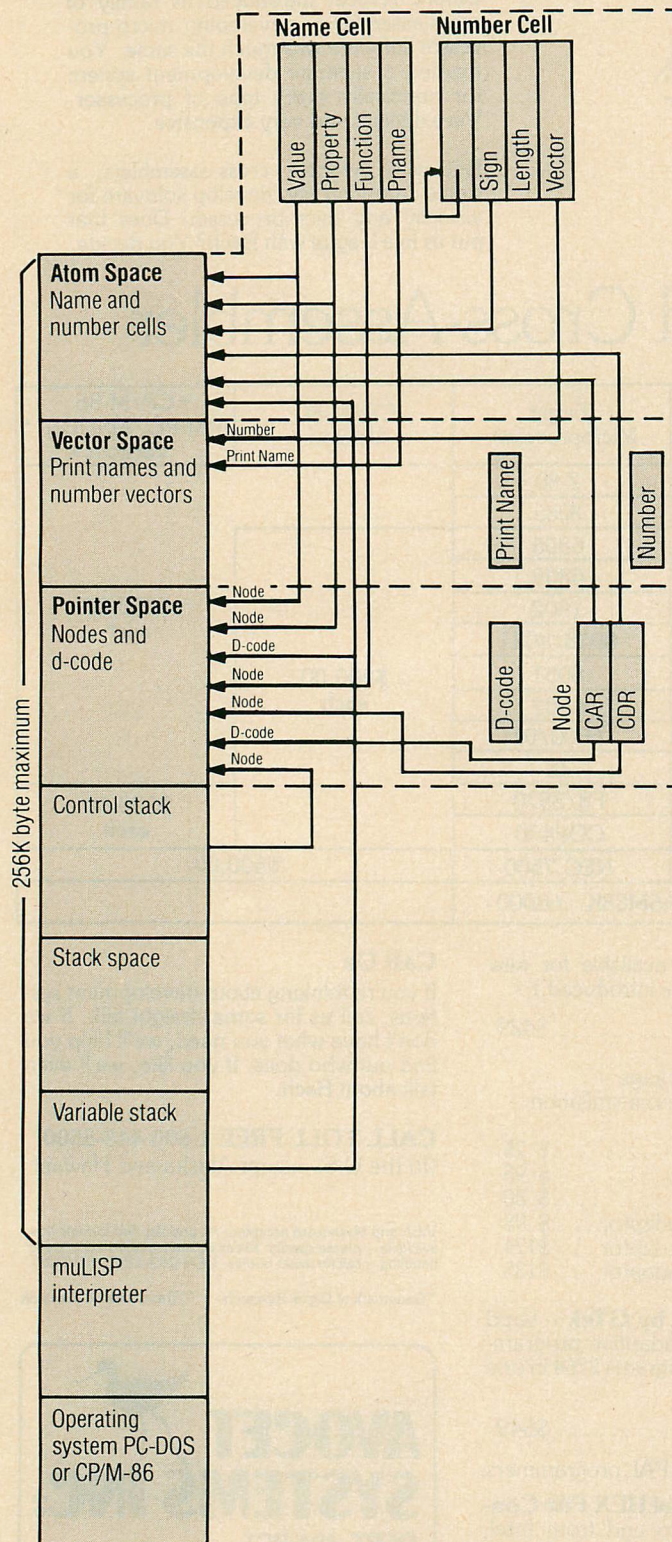 Name Cell
Number Cell
Value
Property
Function
Pname
Sign
Length
Vector
Atom Space
Name and
number cells
Vector Space
Print names and
number vectors
Number
Print Name
Print Name
Number
Pointer Space
Nodes and
d-code
Node
Node
D-code
Node
Node
D-code
Node
D-code
Node
CAR
CDR
256K byte maximum
Control stack
Stack space
Variable stack
muLISP
interpreter
Operating
system PC-DOS
or CP/M-86